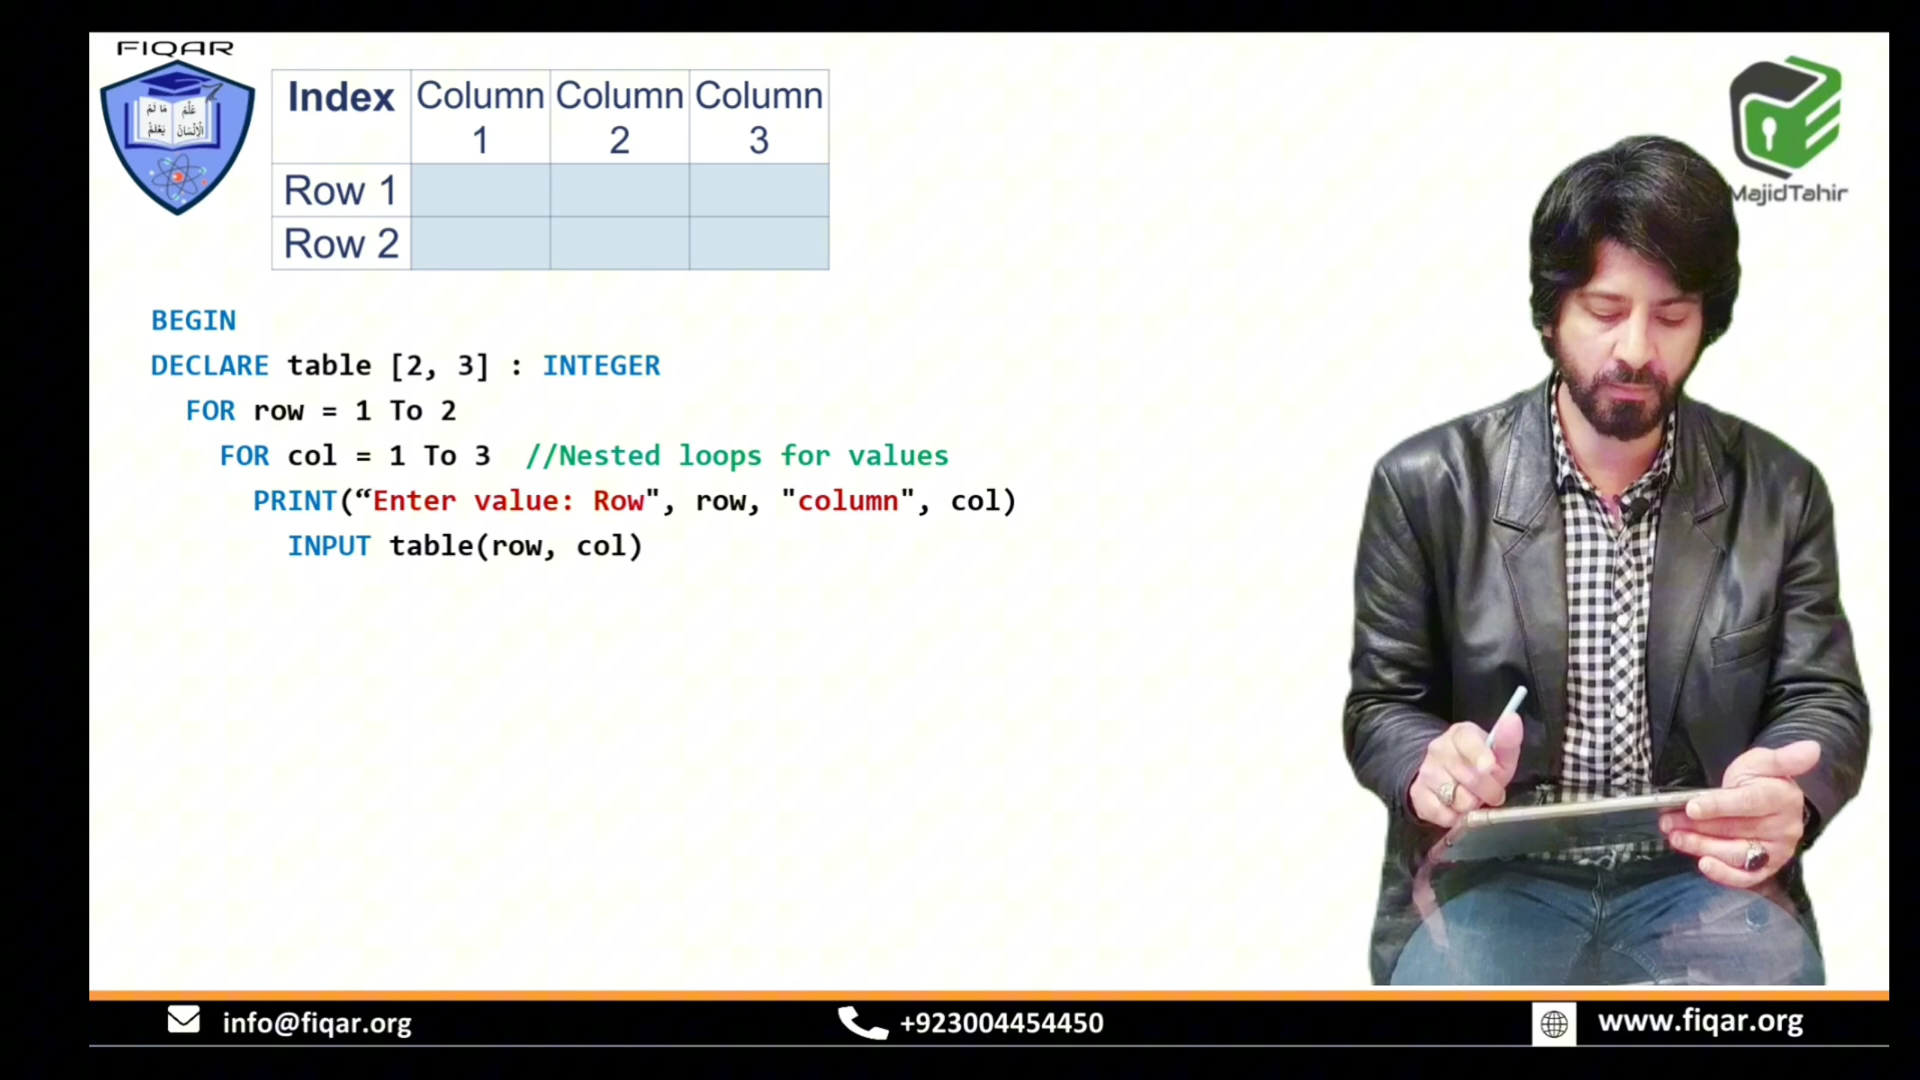 FIQAR
عَلَّمَ
الْاِنْسَانَ
مَا لَمْ
يَعْلَمْ
Index Column 1 Column 2 Column 3
Row 1
Row 2
MajidTahir
BEGIN
DECLARE table [2, 3] : INTEGER
FOR row = 1 To 2
FOR col = 1 To 3 //Nested loops for values
PRINT(“Enter value: Row", row, "column", col)
INPUT table(row, col)
info@fiqar.org
+923004454450
www.fiqar.org